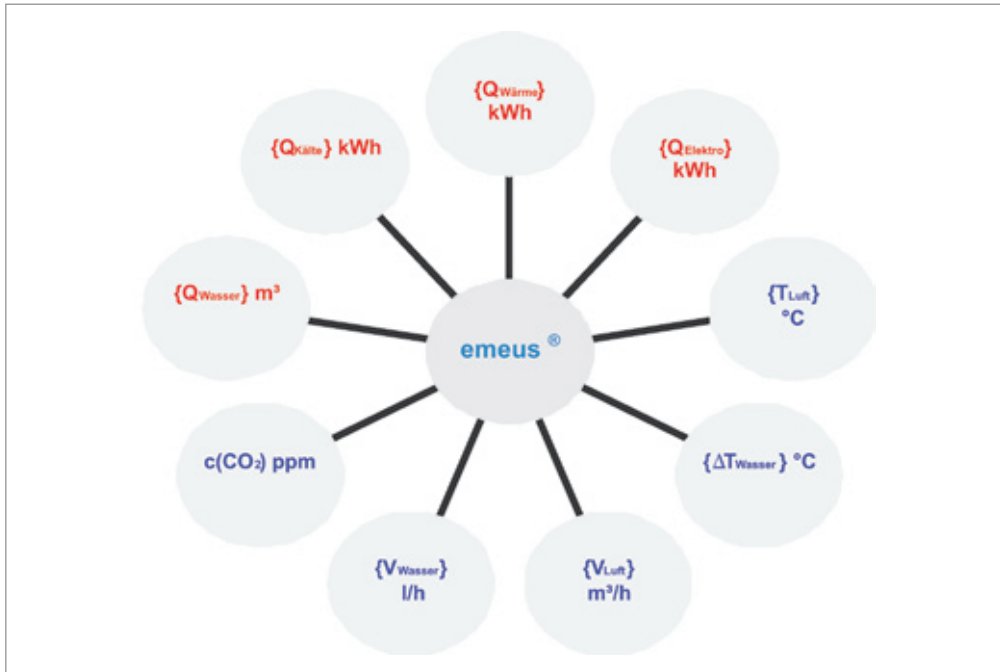 {QWärme}
kWh
{QKälte} kWh
{QElektro}
kWh
{QWasser} m³
{TLuft}
°C
emeus ®
c(CO₂) ppm
{ΔTWasser} °C
{VWasser}
l/h
{VLuft}
m³/h